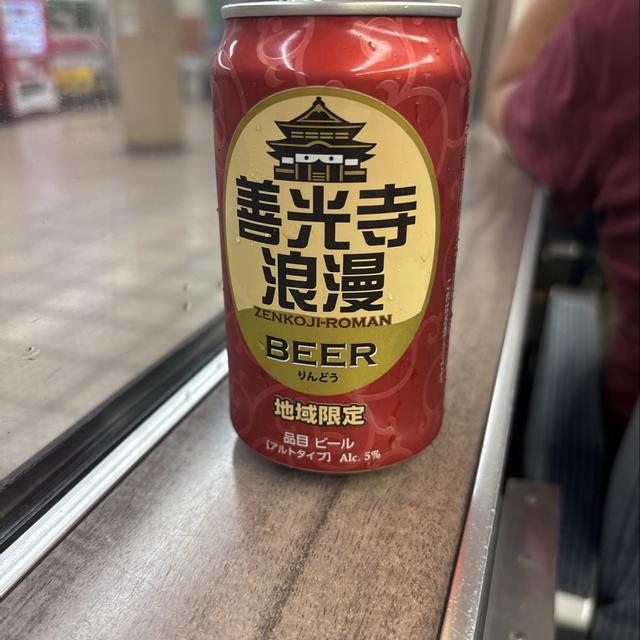 善光寺
浪漫
ZENKOJI-ROMAN
BEER
りんどう
地域限定
品目 ビール
[アルトタイプ] Alc. 5%